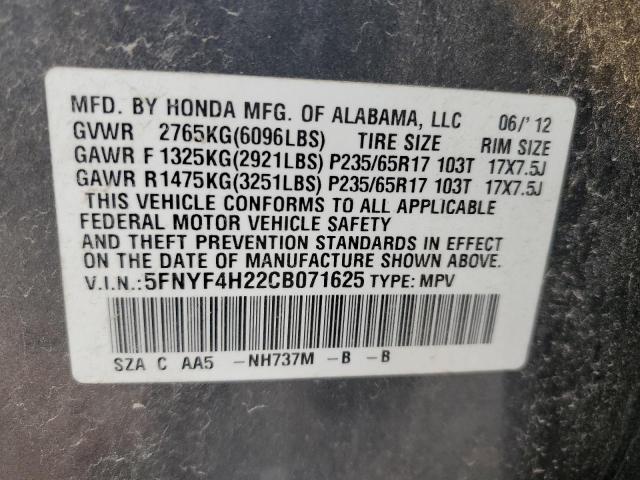 MFD. BY HONDA MFG. OF ALABAMA, LLC 06/'12
GVWR 2765KG(6096LBS) TIRE SIZE RIM SIZE
GAWR F 1325KG(2921LBS) P235/65R17 103T 17X7.5J
GAWR R1475KG(3251LBS) P235/65R17 103T 17X7.5J
THIS VEHICLE CONFORMS TO ALL APPLICABLE
FEDERAL MOTOR VEHICLE SAFETY
AND THEFT PREVENTION STANDARDS IN EFFECT
ON THE DATE OF MANUFACTURE SHOWN ABOVE.
V.I.N.:5FNYF4H22CB071625 TYPE: MPV
SZA C AA5 -NH737M -B -B